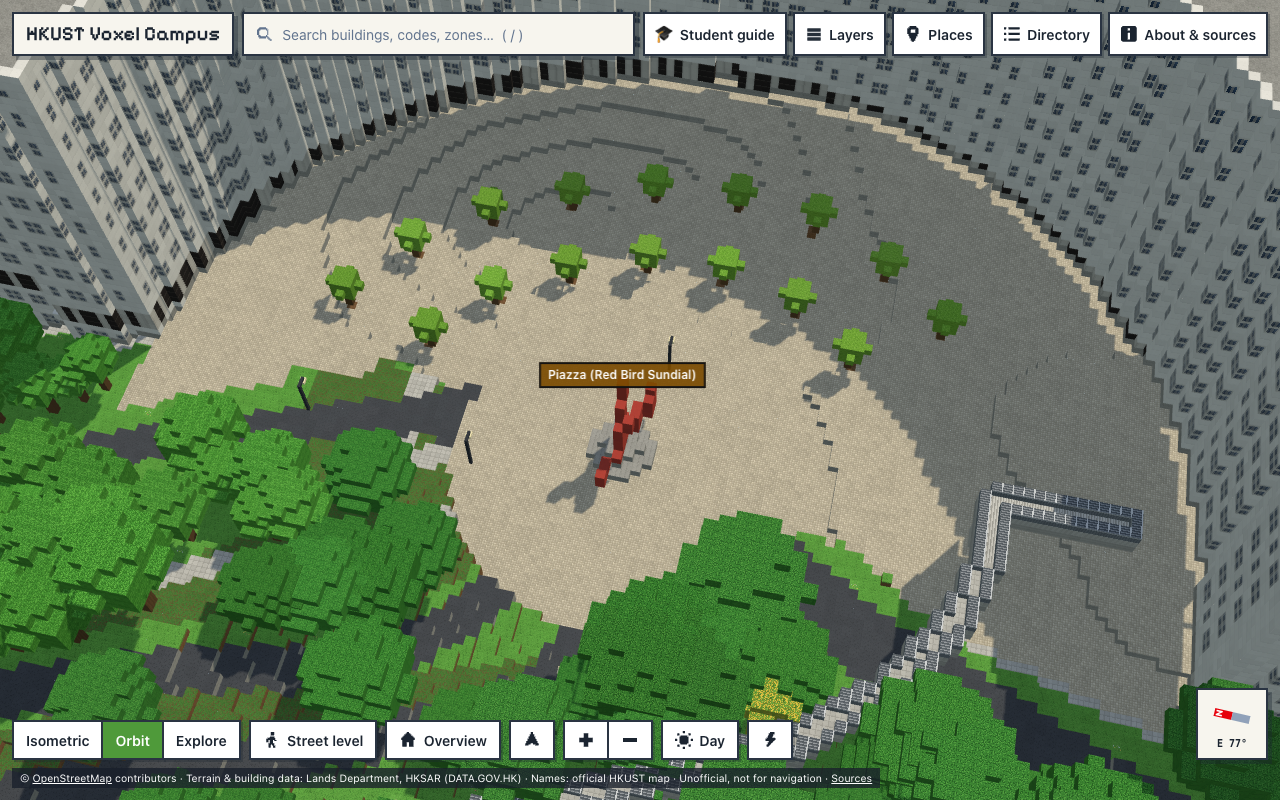 HKUST Voxel Campus
Search buildings, codes, zones... ( / )
Student guide
Layers
Places
Directory
About & sources
Piazza (Red Bird Sundial)
Isometric
Orbit
Explore
Street level
Overview
Day
N
E 77°
© OpenStreetMap contributors · Terrain & building data: Lands Department, HKSAR (DATA.GOV.HK) · Names: official HKUST map · Unofficial, not for navigation · Sources